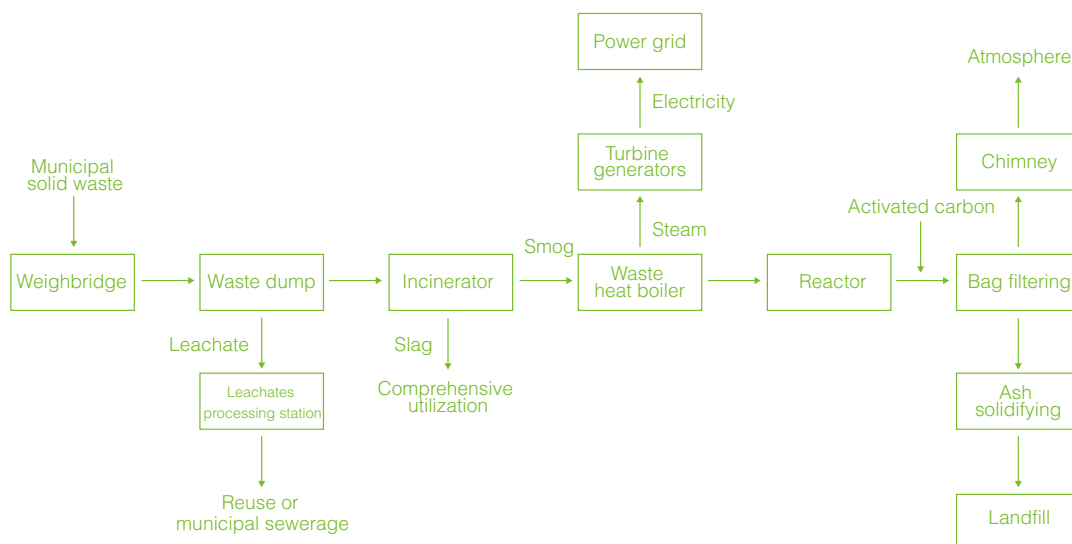 Power grid
Atmosphere
Electricity
Turbine
generators
Chimney
Municipal
solid waste
Activated carbon
Steam
Smog
Weighbridge
Waste dump
Incinerator
Waste
heat boiler
Reactor
Bag filtering
Leachate
Slag
Leachates
processing station
Comprehensive
utilization
Ash
solidifying
Reuse or
municipal sewerage
Landfill